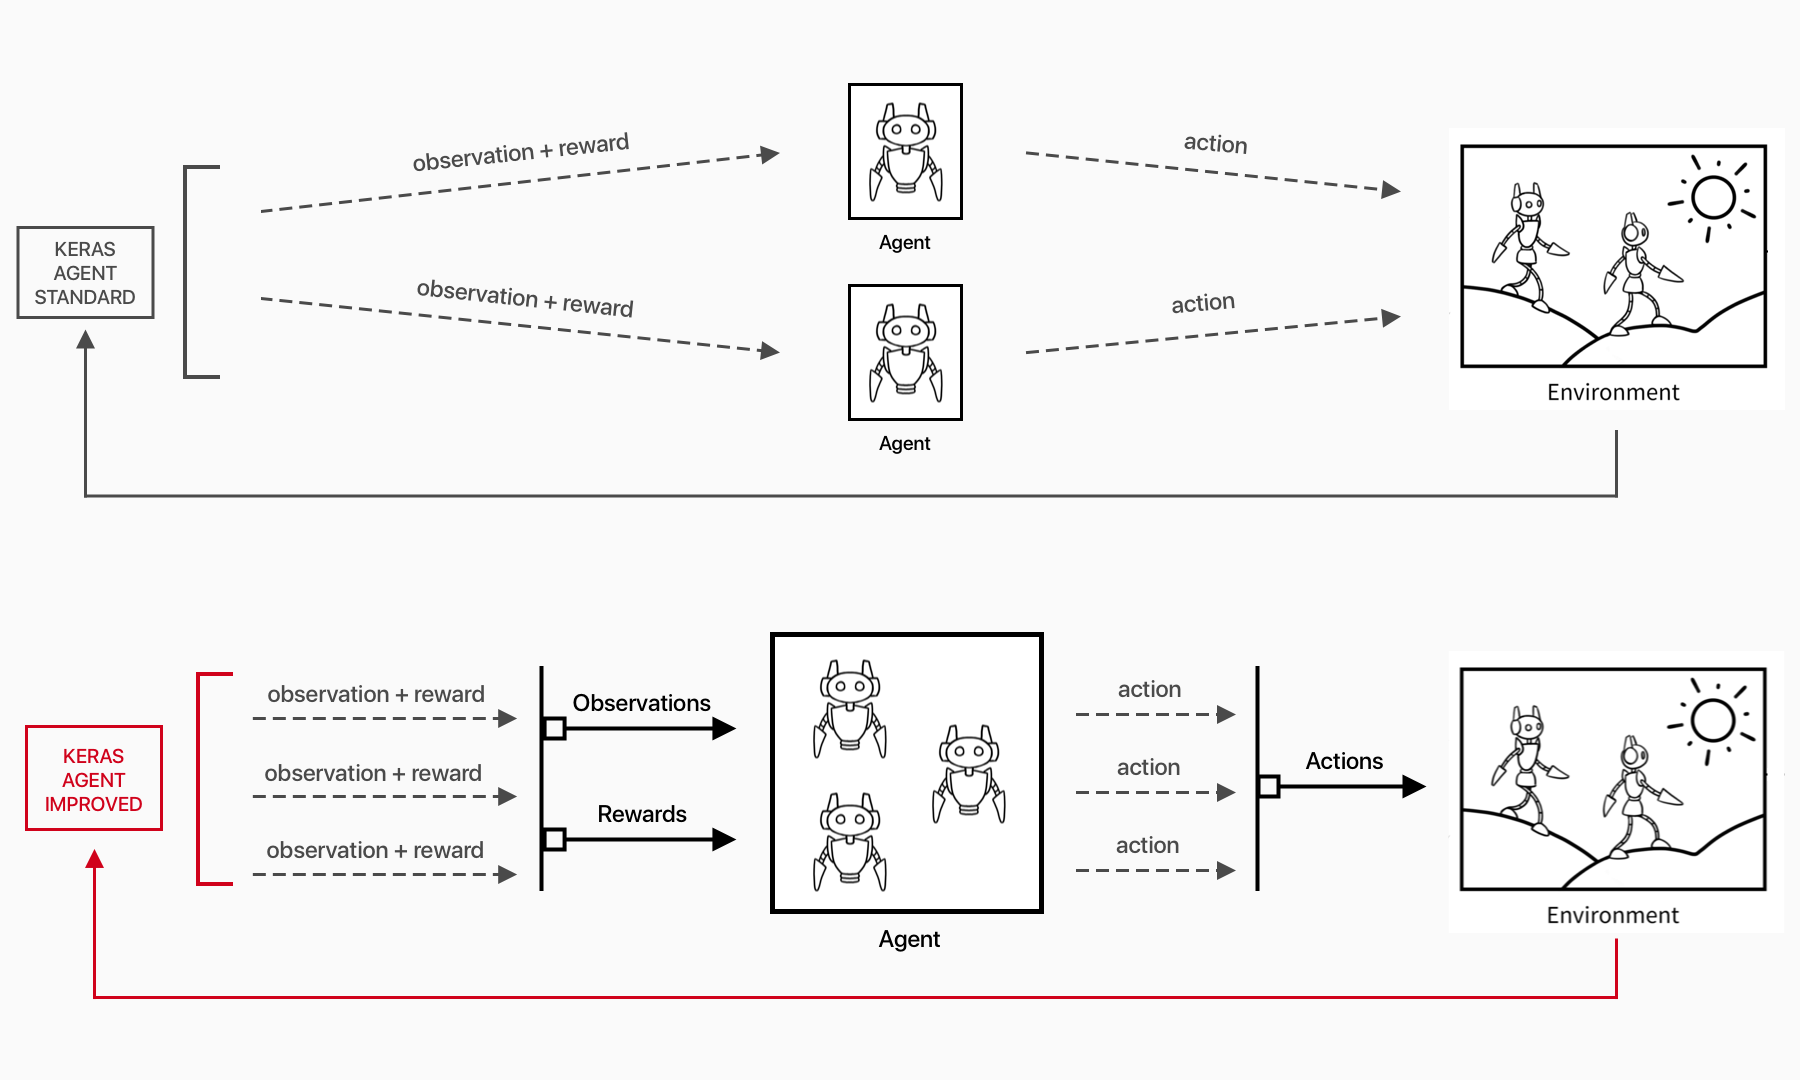 observation + reward
action
Agent
KERAS
AGENT
STANDARD
observation + reward
action
Agent
Environment
observation + reward
Observations
action
KERAS
AGENT
IMPROVED
observation + reward
action
Actions
Rewards
observation + reward
action
Agent
Environment